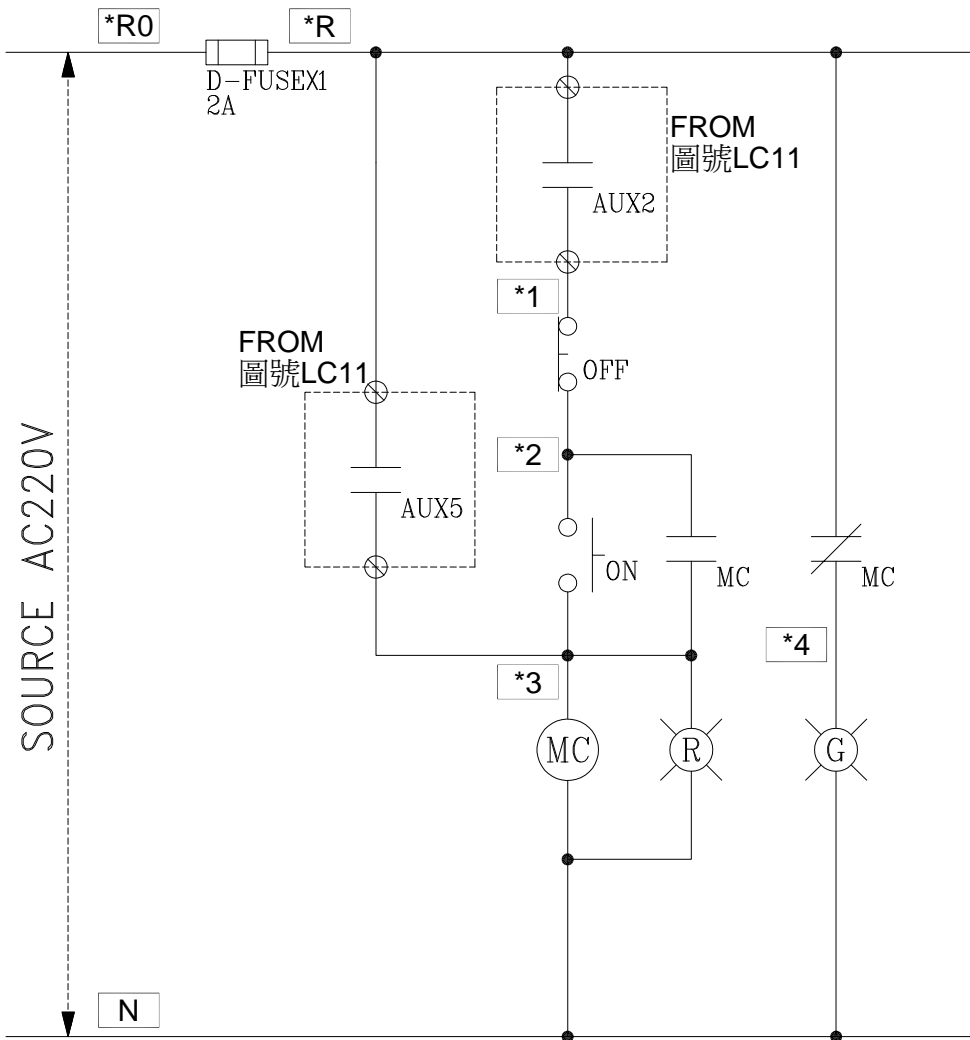 *R0
*R
D-FUSEX1
2A
FROM
圖號LC11
AUX2
*1
OFF
FROM
圖號LC11
AUX5
*2
ON
MC
MC
*4
*3
MC
R
G
SOURCE AC220V
N